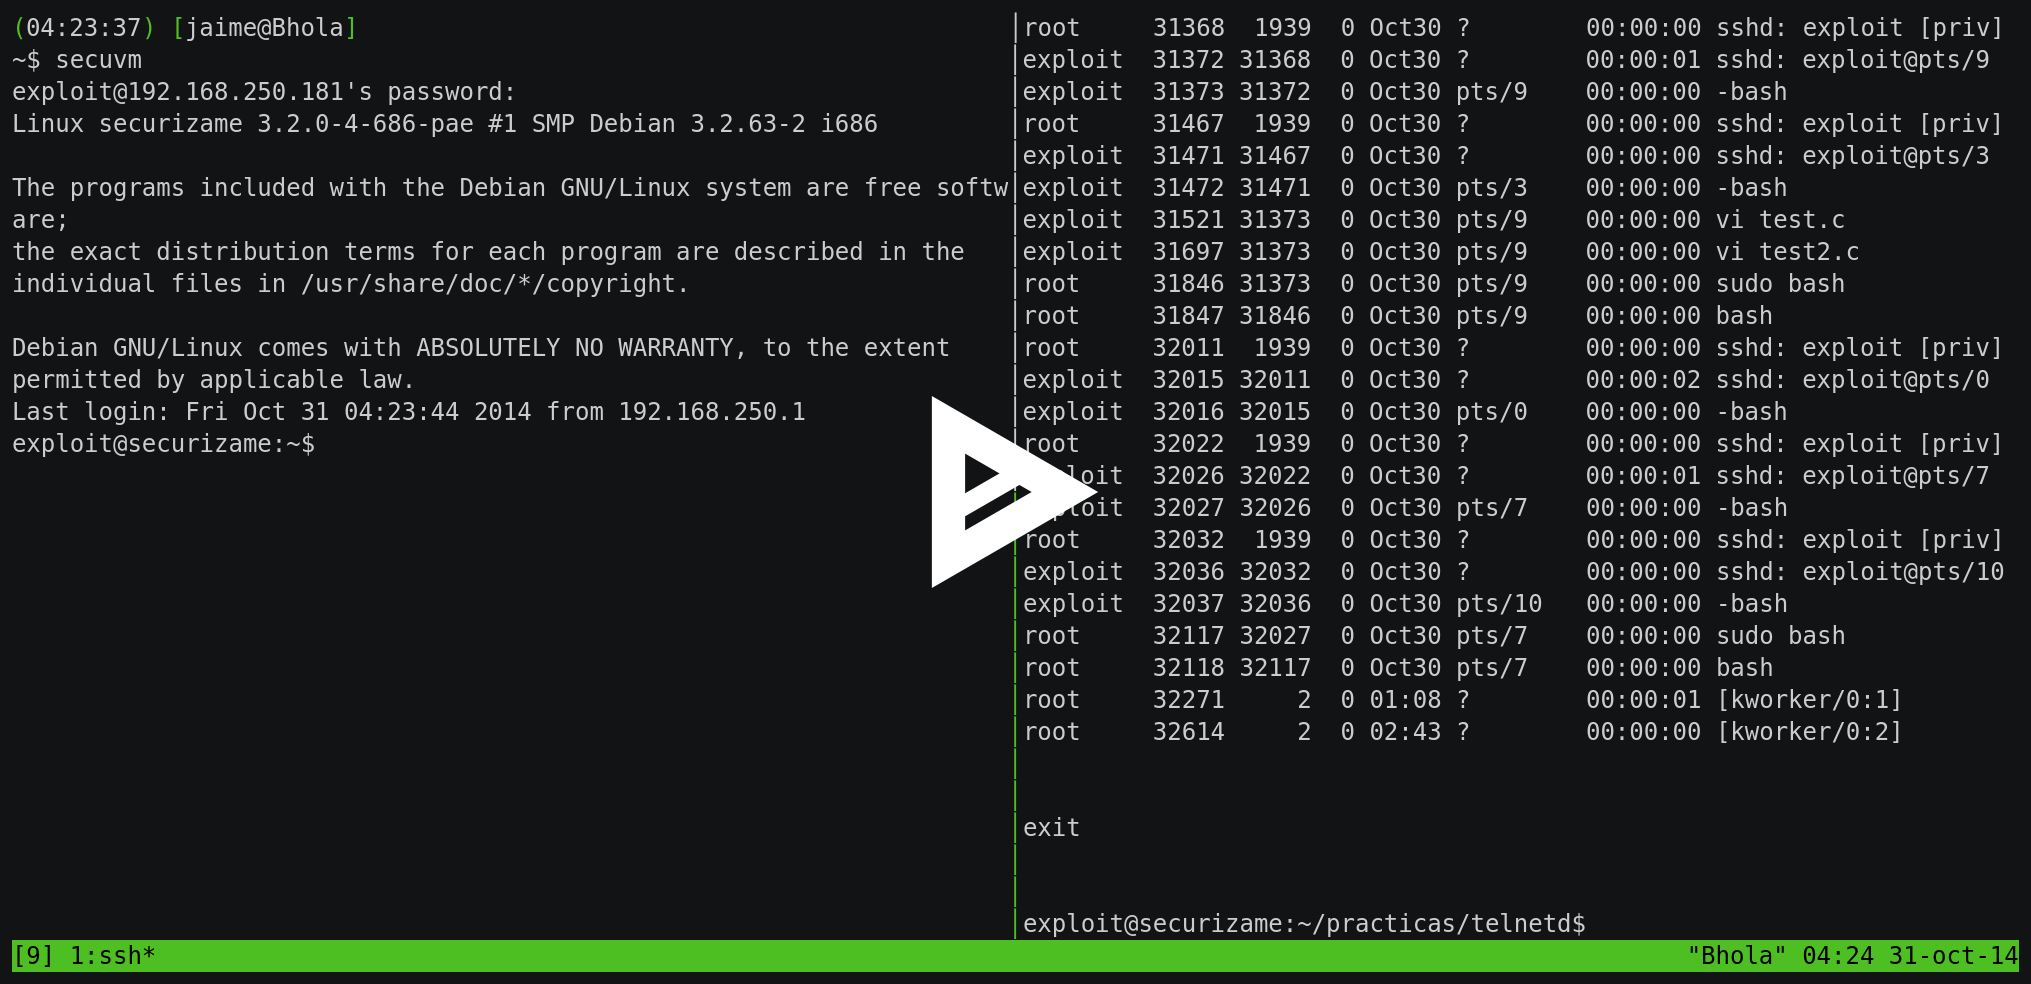 (04:23:37) [jaime@Bhola]
~$ secuvm
exploit@192.168.250.181's password:
Linux securizame 3.2.0-4-686-pae #1 SMP Debian 3.2.63-2 i686
The programs included with the Debian GNU/Linux system are free softw
are;
the exact distribution terms for each program are described in the
individual files in /usr/share/doc/*/copyright.
Debian GNU/Linux comes with ABSOLUTELY NO WARRANTY, to the extent
permitted by applicable law.
Last login: Fri Oct 31 04:23:44 2014 from 192.168.250.1
exploit@securizame:~$
root     31368  1939  0 Oct30 ?        00:00:00 sshd: exploit [priv]
exploit  31372 31368  0 Oct30 ?        00:00:01 sshd: exploit@pts/9
exploit  31373 31372  0 Oct30 pts/9    00:00:00 -bash
root     31467  1939  0 Oct30 ?        00:00:00 sshd: exploit [priv]
exploit  31471 31467  0 Oct30 ?        00:00:00 sshd: exploit@pts/3
exploit  31472 31471  0 Oct30 pts/3    00:00:00 -bash
exploit  31521 31373  0 Oct30 pts/9    00:00:00 vi test.c
exploit  31697 31373  0 Oct30 pts/9    00:00:00 vi test2.c
root     31846 31373  0 Oct30 pts/9    00:00:00 sudo bash
root     31847 31846  0 Oct30 pts/9    00:00:00 bash
root     32011  1939  0 Oct30 ?        00:00:00 sshd: exploit [priv]
exploit  32015 32011  0 Oct30 ?        00:00:02 sshd: exploit@pts/0
exploit  32016 32015  0 Oct30 pts/0    00:00:00 -bash
root     32022  1939  0 Oct30 ?        00:00:00 sshd: exploit [priv]
exploit  32026 32022  0 Oct30 ?        00:00:01 sshd: exploit@pts/7
exploit  32027 32026  0 Oct30 pts/7    00:00:00 -bash
root     32032  1939  0 Oct30 ?        00:00:00 sshd: exploit [priv]
exploit  32036 32032  0 Oct30 ?        00:00:00 sshd: exploit@pts/10
exploit  32037 32036  0 Oct30 pts/10   00:00:00 -bash
root     32117 32027  0 Oct30 pts/7    00:00:00 sudo bash
root     32118 32117  0 Oct30 pts/7    00:00:00 bash
root     32271     2  0 01:08 ?        00:00:01 [kworker/0:1]
root     32614     2  0 02:43 ?        00:00:00 [kworker/0:2]
exit
exploit@securizame:~/practicas/telnetd$
[9] 1:ssh* "Bhola" 04:24 31-oct-14